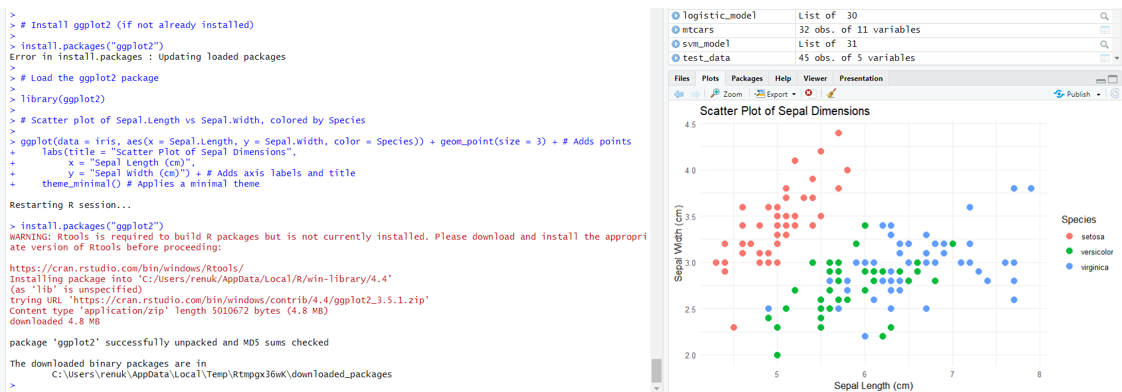 >
> # Install ggplot2 (if not already installed)
>
> install.packages("ggplot2")
Error in install.packages : Updating loaded packages
>
> # Load the ggplot2 package
>
> library(ggplot2)
>
> # Scatter plot of Sepal.Length vs Sepal.Width, colored by Species
>
> ggplot(data = iris, aes(x = Sepal.Length, y = Sepal.Width, color = Species)) + geom_point(size = 3) + # Adds points
+     labs(title = "Scatter Plot of Sepal Dimensions",
+          x = "Sepal Length (cm)",
+          y = "Sepal Width (cm)") + # Adds axis labels and title
+     theme_minimal() # Applies a minimal theme
Restarting R session...
> install.packages("ggplot2")
WARNING: Rtools is required to build R packages but is not currently installed. Please download and install the appropri
ate version of Rtools before proceeding:
https://cran.rstudio.com/bin/windows/Rtools/
Installing package into ‘C:/Users/renuk/AppData/Local/R/win-library/4.4’
(as ‘lib’ is unspecified)
trying URL 'https://cran.rstudio.com/bin/windows/contrib/4.4/ggplot2_3.5.1.zip'
Content type 'application/zip' length 5010672 bytes (4.8 MB)
downloaded 4.8 MB
package ‘ggplot2’ successfully unpacked and MD5 sums checked
The downloaded binary packages are in
C:\Users\renuk\AppData\Local\Temp\Rtmpgx36wK\downloaded_packages
>
logistic_model List of 30
mtcars 32 obs. of 11 variables
svm_model List of 31
test_data 45 obs. of 5 variables
Files Plots Packages Help Viewer Presentation
Zoom Export Publish
Scatter Plot of Sepal Dimensions
4.5
4.0
3.5
3.0
2.5
2.0
Sepal Width (cm)
5 6 7 8
Sepal Length (cm)
Species
setosa
versicolor
virginica